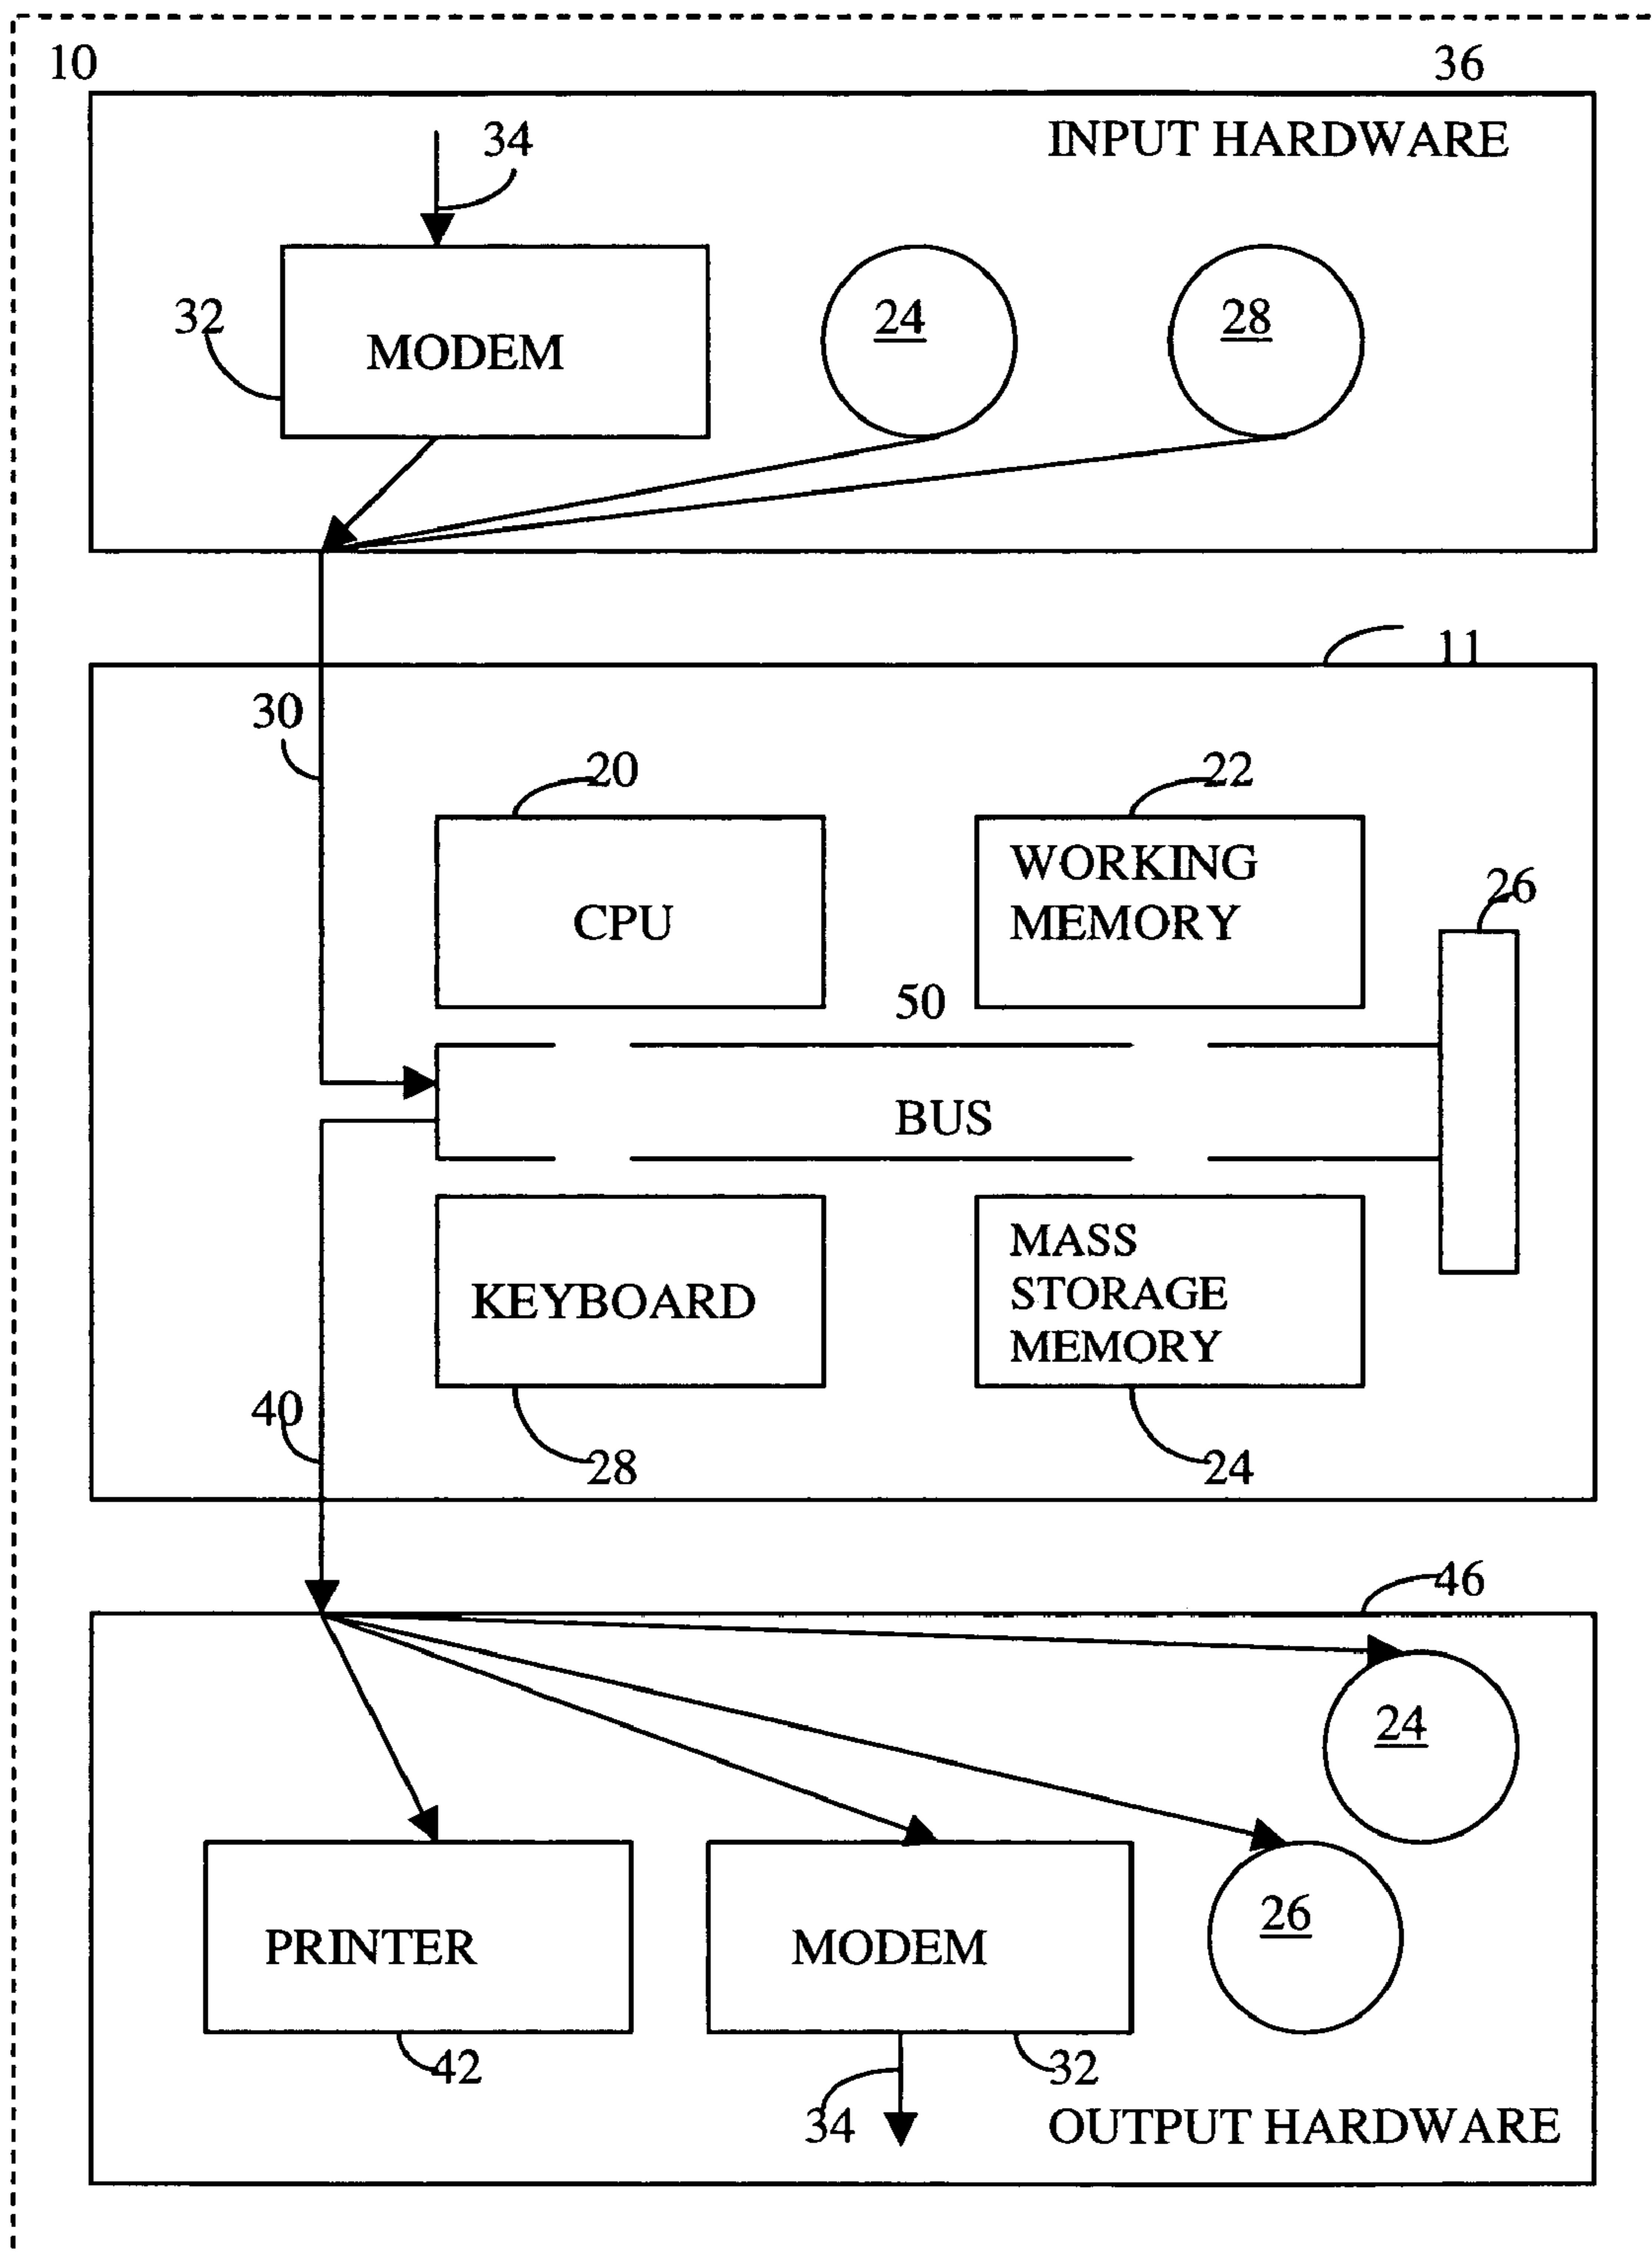 10
36
INPUT HARDWARE
34
32
MODEM
24
28
11
30
20
22
CPU
WORKING
MEMORY
26
50
BUS
KEYBOARD
MASS
STORAGE
MEMORY
40
28
24
46
24
26
PRINTER
MODEM
42
32
34
OUTPUT HARDWARE